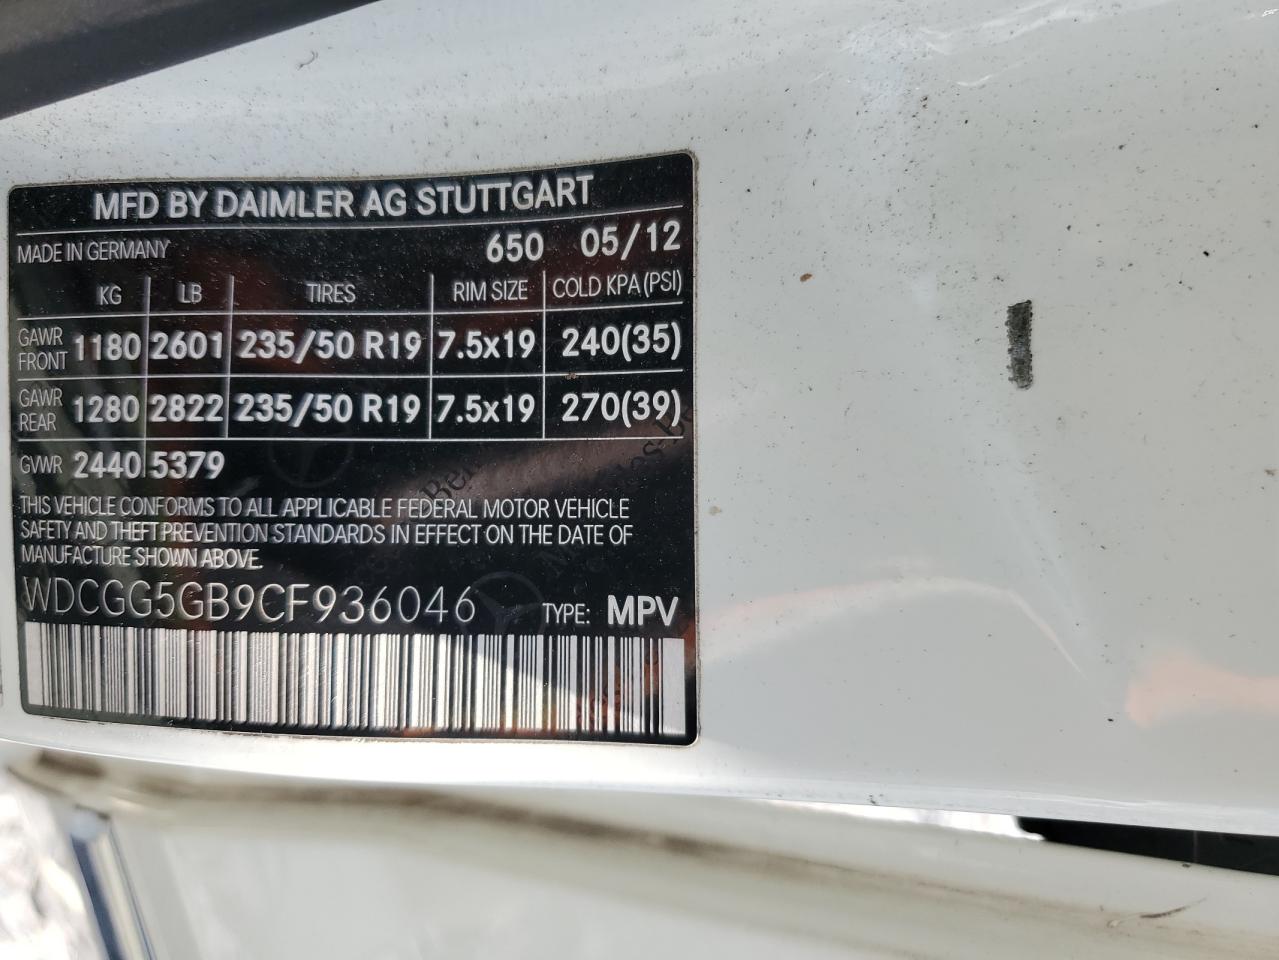 MFD BY DAIMLER AG STUTTGART
MADE IN GERMANY 650 05/12
KG LB TIRES RIM SIZE COLD KPA (PSI)
GAWR FRONT 1180 2601 235/50 R19 7.5x19 240(35)
GAWR REAR 1280 2822 235/50 R19 7.5x19 270(39)
GVWR 2440 5379
THIS VEHICLE CONFORMS TO ALL APPLICABLE FEDERAL MOTOR VEHICLE
SAFETY AND THEFT PREVENTION STANDARDS IN EFFECT ON THE DATE OF
MANUFACTURE SHOWN ABOVE.
WDCGG5GB9CF936046 TYPE: MPV